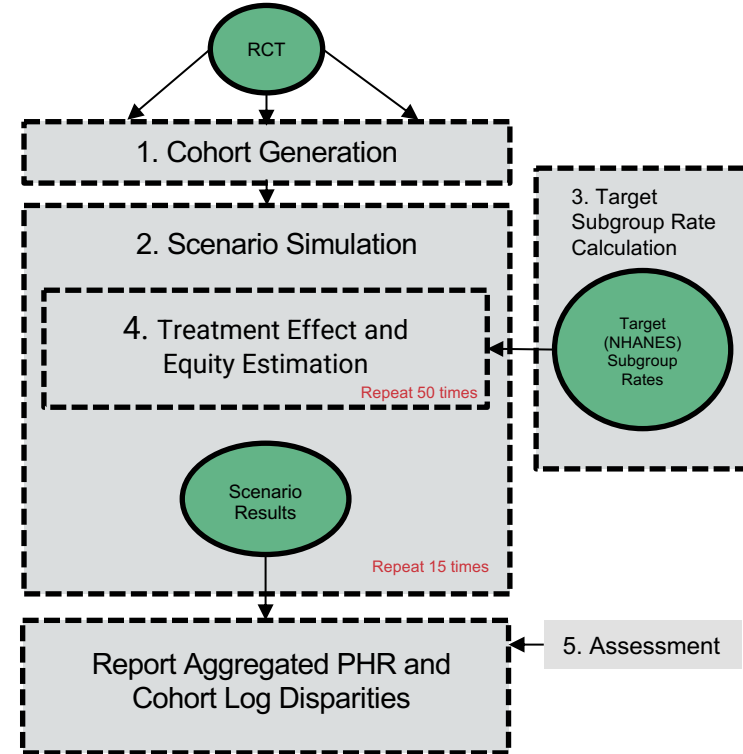 RCT
1. Cohort Generation
2. Scenario Simulation
3. Target
Subgroup Rate
Calculation
4. Treatment Effect and
Equity Estimation
Repeat 50 times
Target
(NHANES)
Subgroup
Rates
Scenario
Results
Repeat 15 times
Report Aggregated PHR and
Cohort Log Disparities
5. Assessment